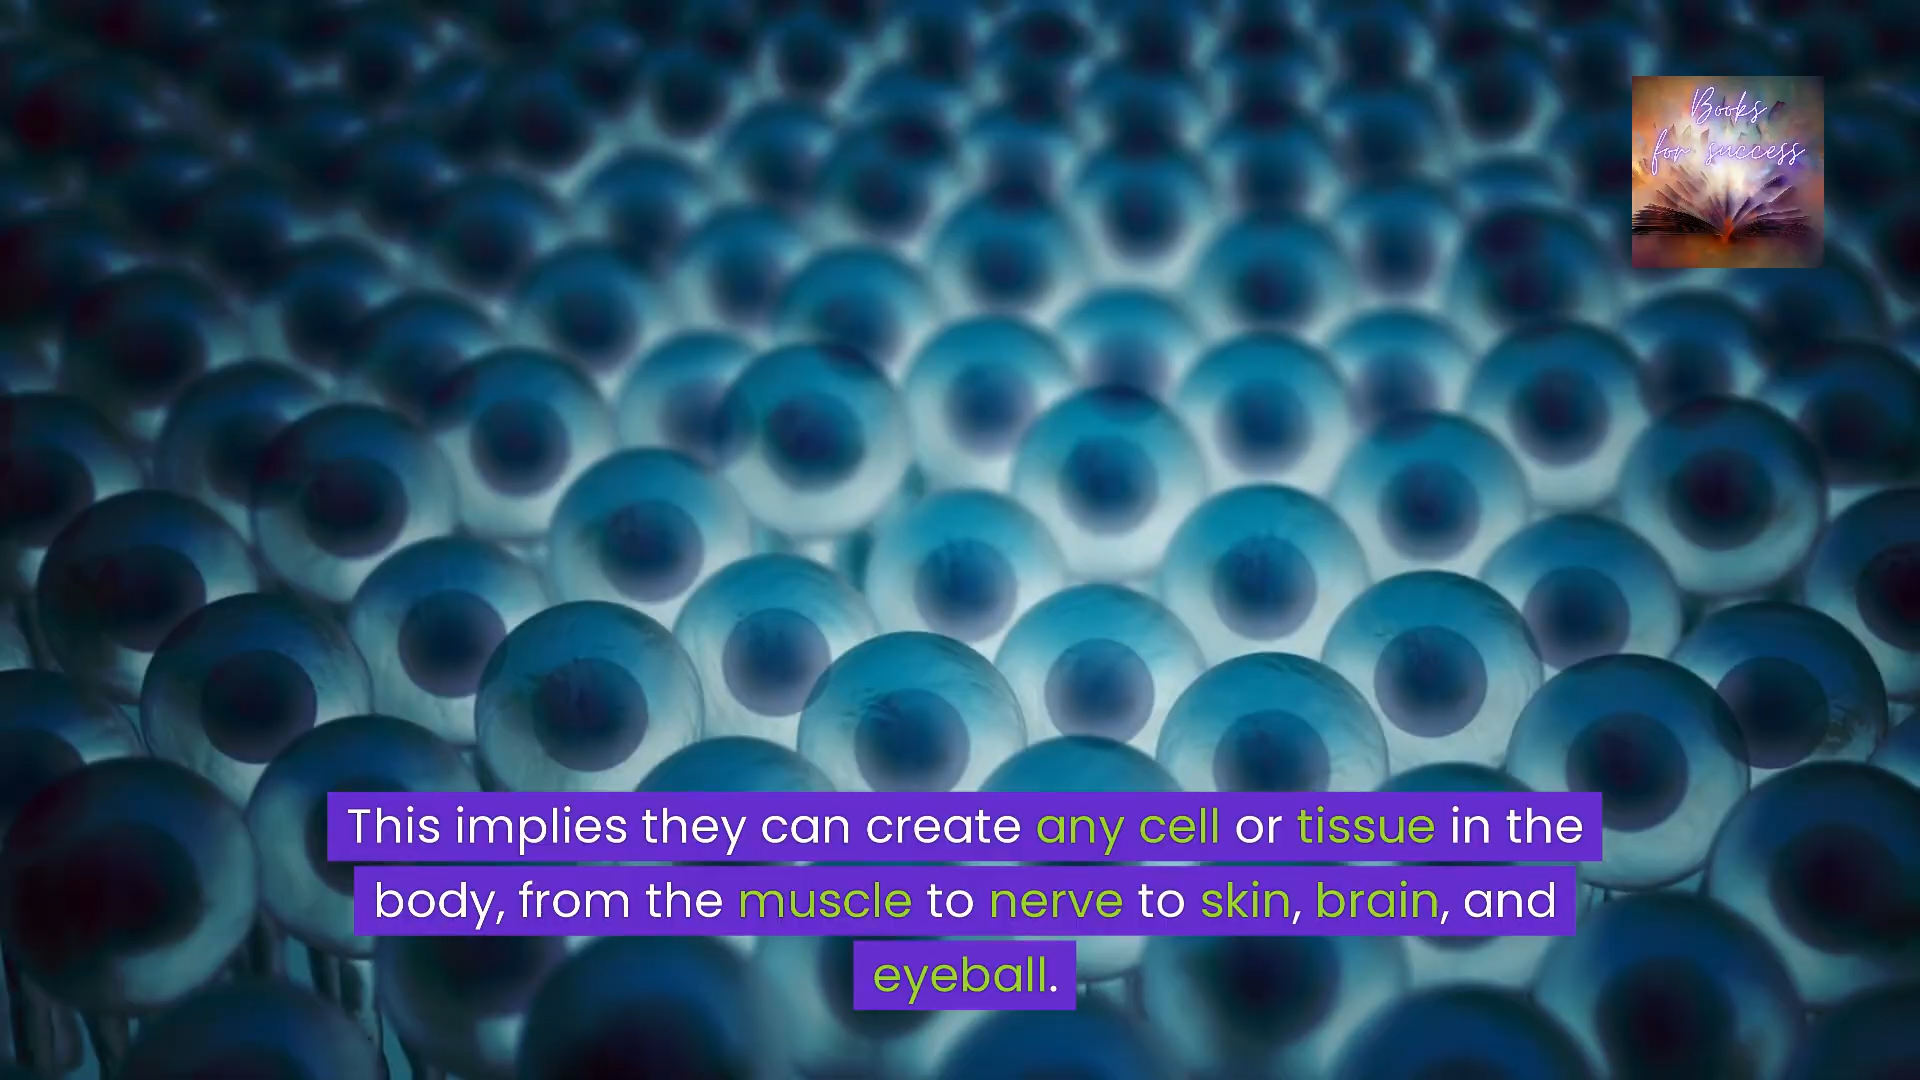 Books
for success
This implies they can create any cell or tissue in the
body, from the muscle to nerve to skin, brain, and
eyeball.